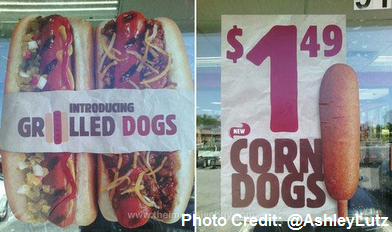 INTRODUCING
GRILLED DOGS
$1 49
NEW
CORN
DOGS
Photo Credit: @AshleyLutz